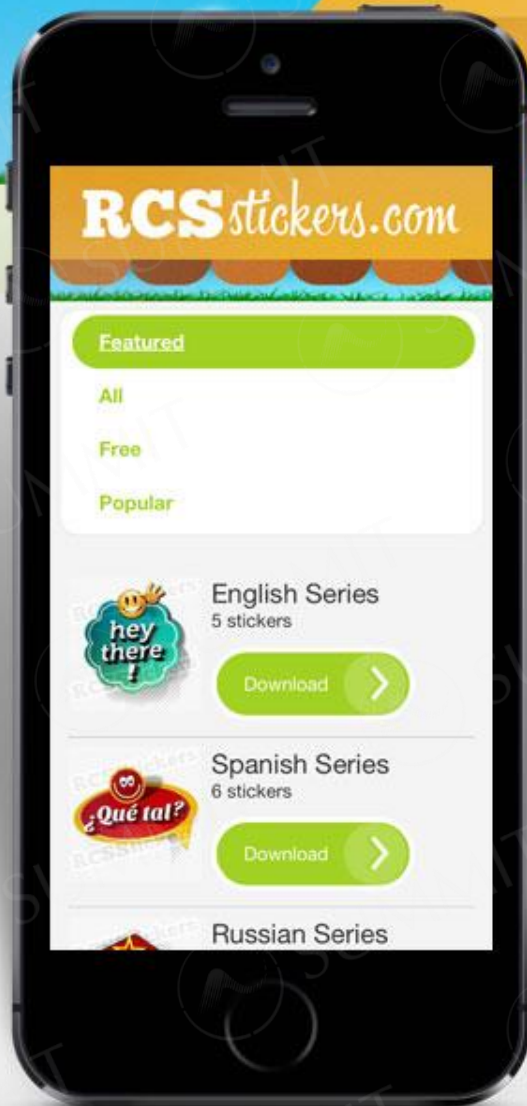 RCSstickers.com
Featured
All
Free
Popular
hey
there
!
English Series
5 stickers
Download
¿Qué tal?
Spanish Series
6 stickers
Download
Russian Series